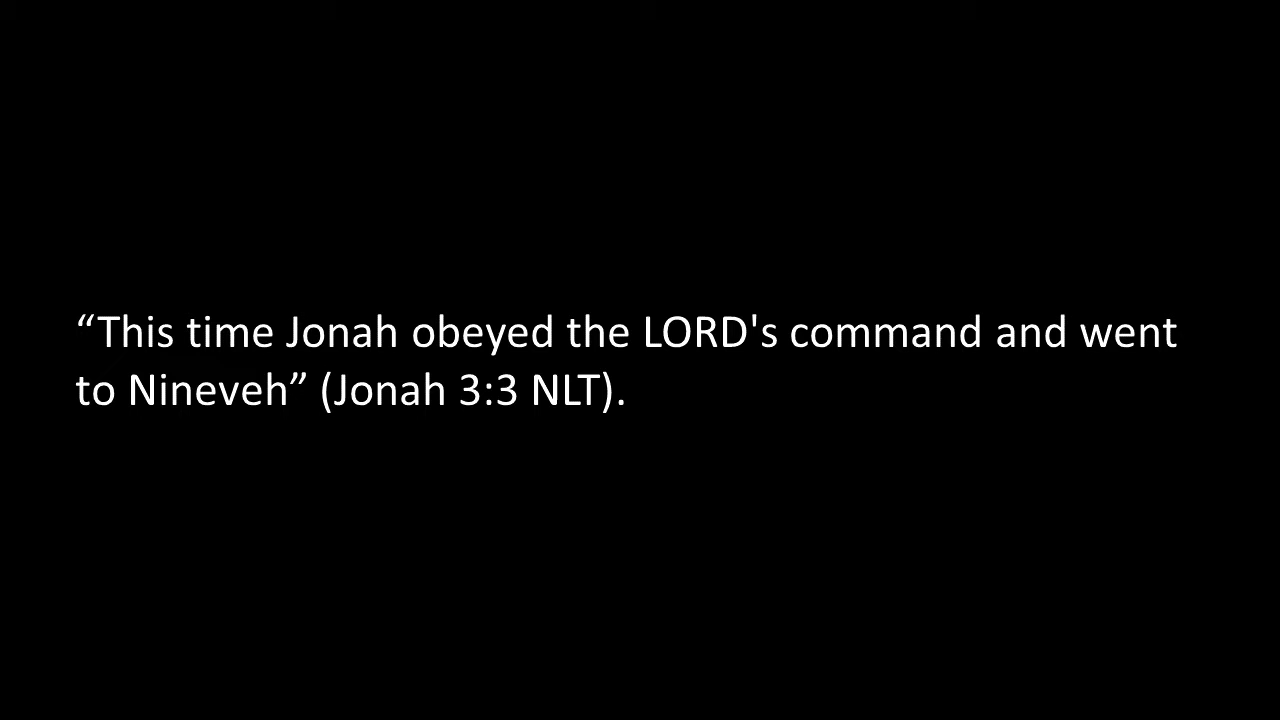 “This time Jonah obeyed the LORD's command and went
to Nineveh” (Jonah 3:3 NLT).